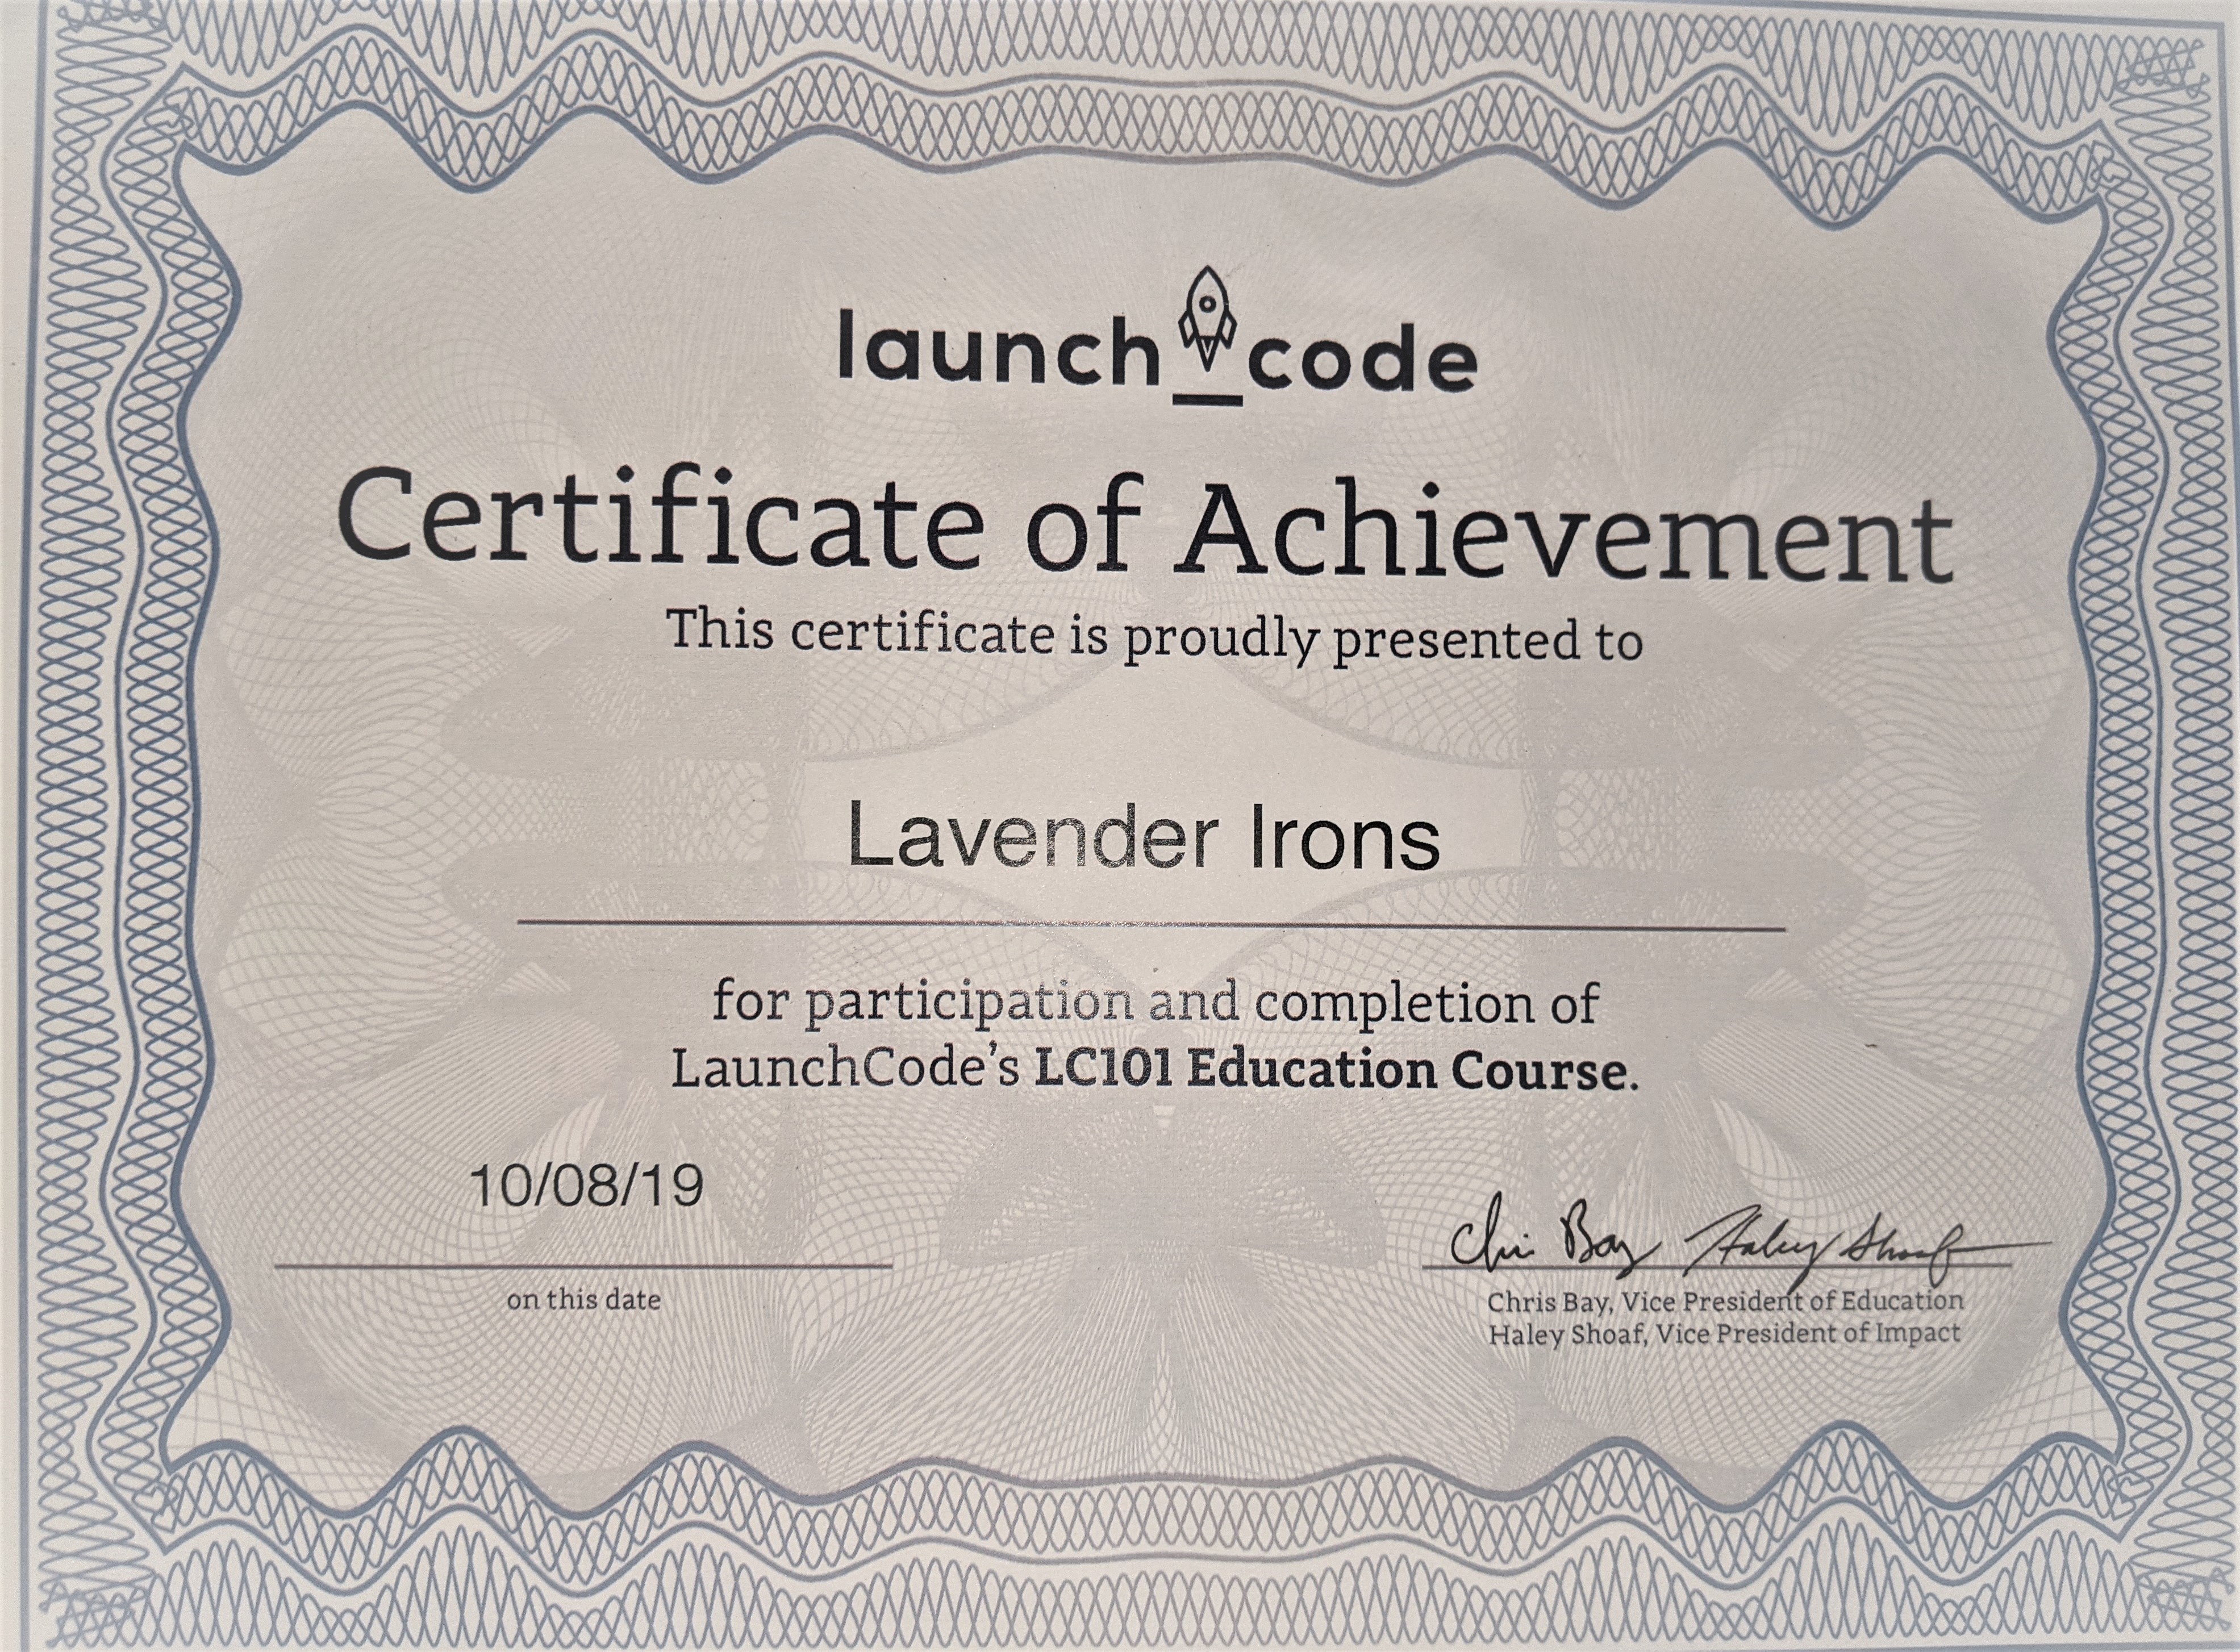 launch_code
Certificate of Achievement
This certificate is proudly presented to
Lavender Irons
for participation and completion of
LaunchCode's LC101 Education Course.
10/08/19
on this date
Chris Bay Haley Shoaf
Chris Bay, Vice President of Education
Haley Shoaf, Vice President of Impact